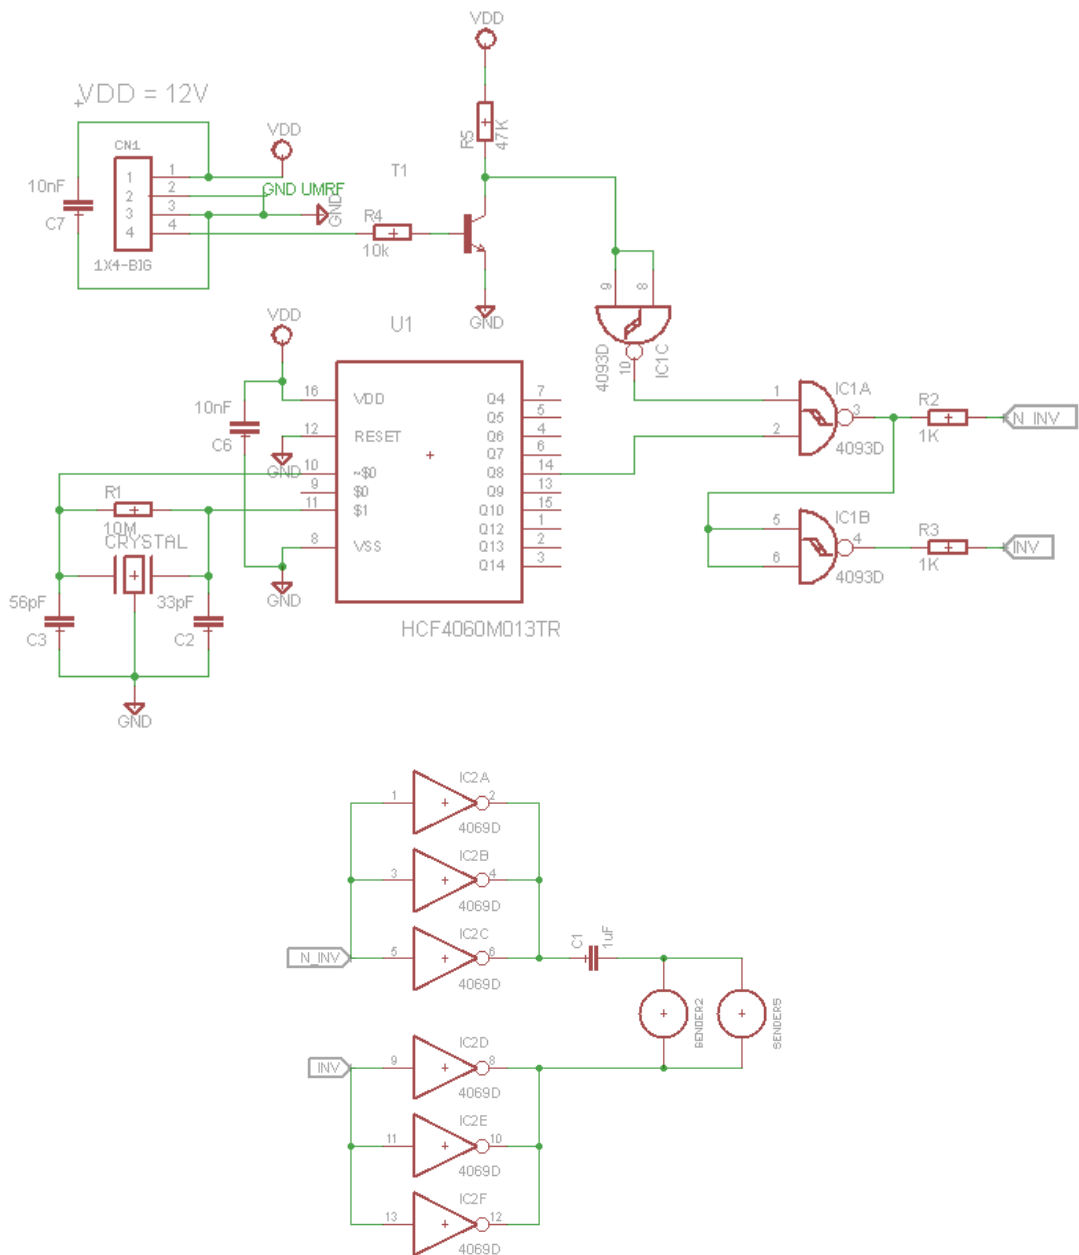 VDD
VDD = 12V
R5
47K
CN1
VDD
T1
10nF
C7
1
2
3
4
1
2
3
4
GND UMRF
GND
R4
10k
1X4-BIG
GND
9
8
4093D
10
IC1C
VDD
U1
10nF
C6
16
VDD
12
RESET
GND
10
~$0
9
$0
11
$1
8
VSS
GND
Q4
7
Q5
5
Q6
4
Q7
6
Q8
14
Q9
13
Q10
15
Q12
1
Q13
2
Q14
3
HCF4060M013TR
R1
10M
CRYSTAL
56pF
C3
33pF
C2
GND
1
2
IC1A
3
4093D
R2
1K
N_INV
5
6
IC1B
4
4093D
R3
1K
INV
1
IC2A
2
4069D
3
IC2B
4
4069D
N_INV
5
IC2C
6
4069D
C1
1uF
SENDER2
SENDER5
INV
9
IC2D
8
4069D
11
IC2E
10
4069D
13
IC2F
12
4069D